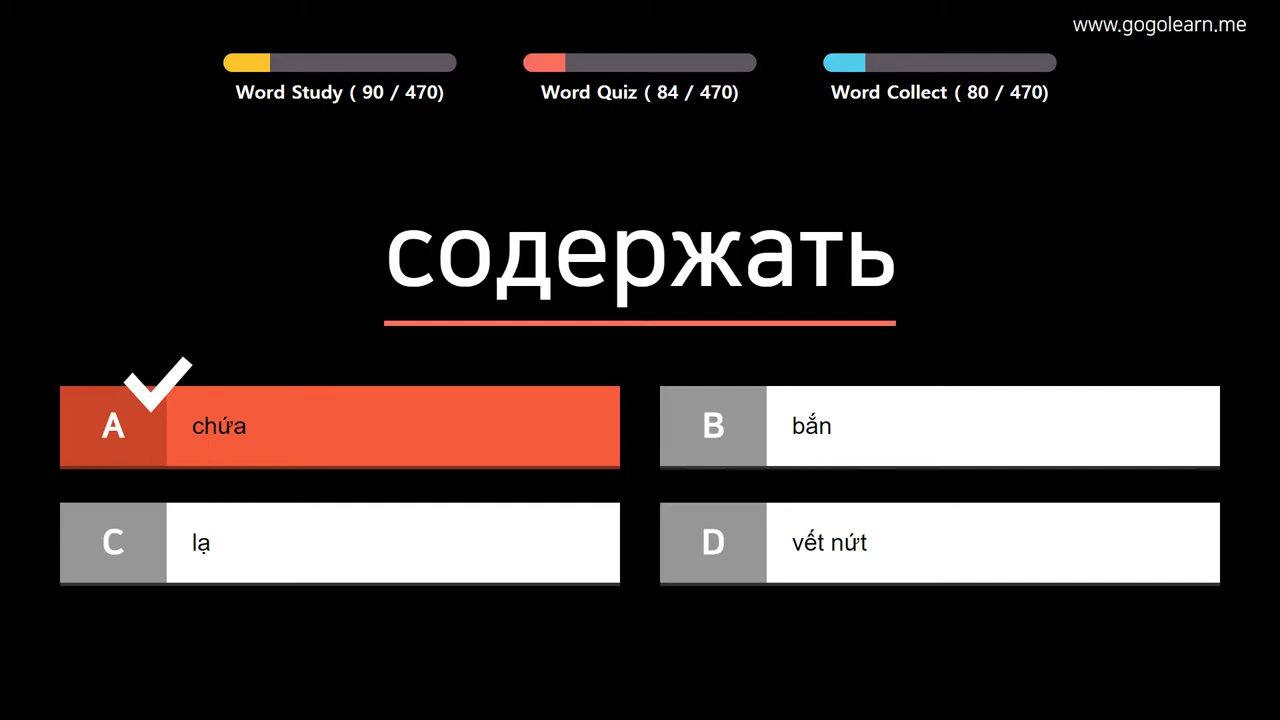 www.gogolearn.me
Word Study ( 90 / 470)
Word Quiz ( 84 / 470)
Word Collect ( 80 / 470)
содержать
A chứa
B bắn
C lạ
D vết nứt